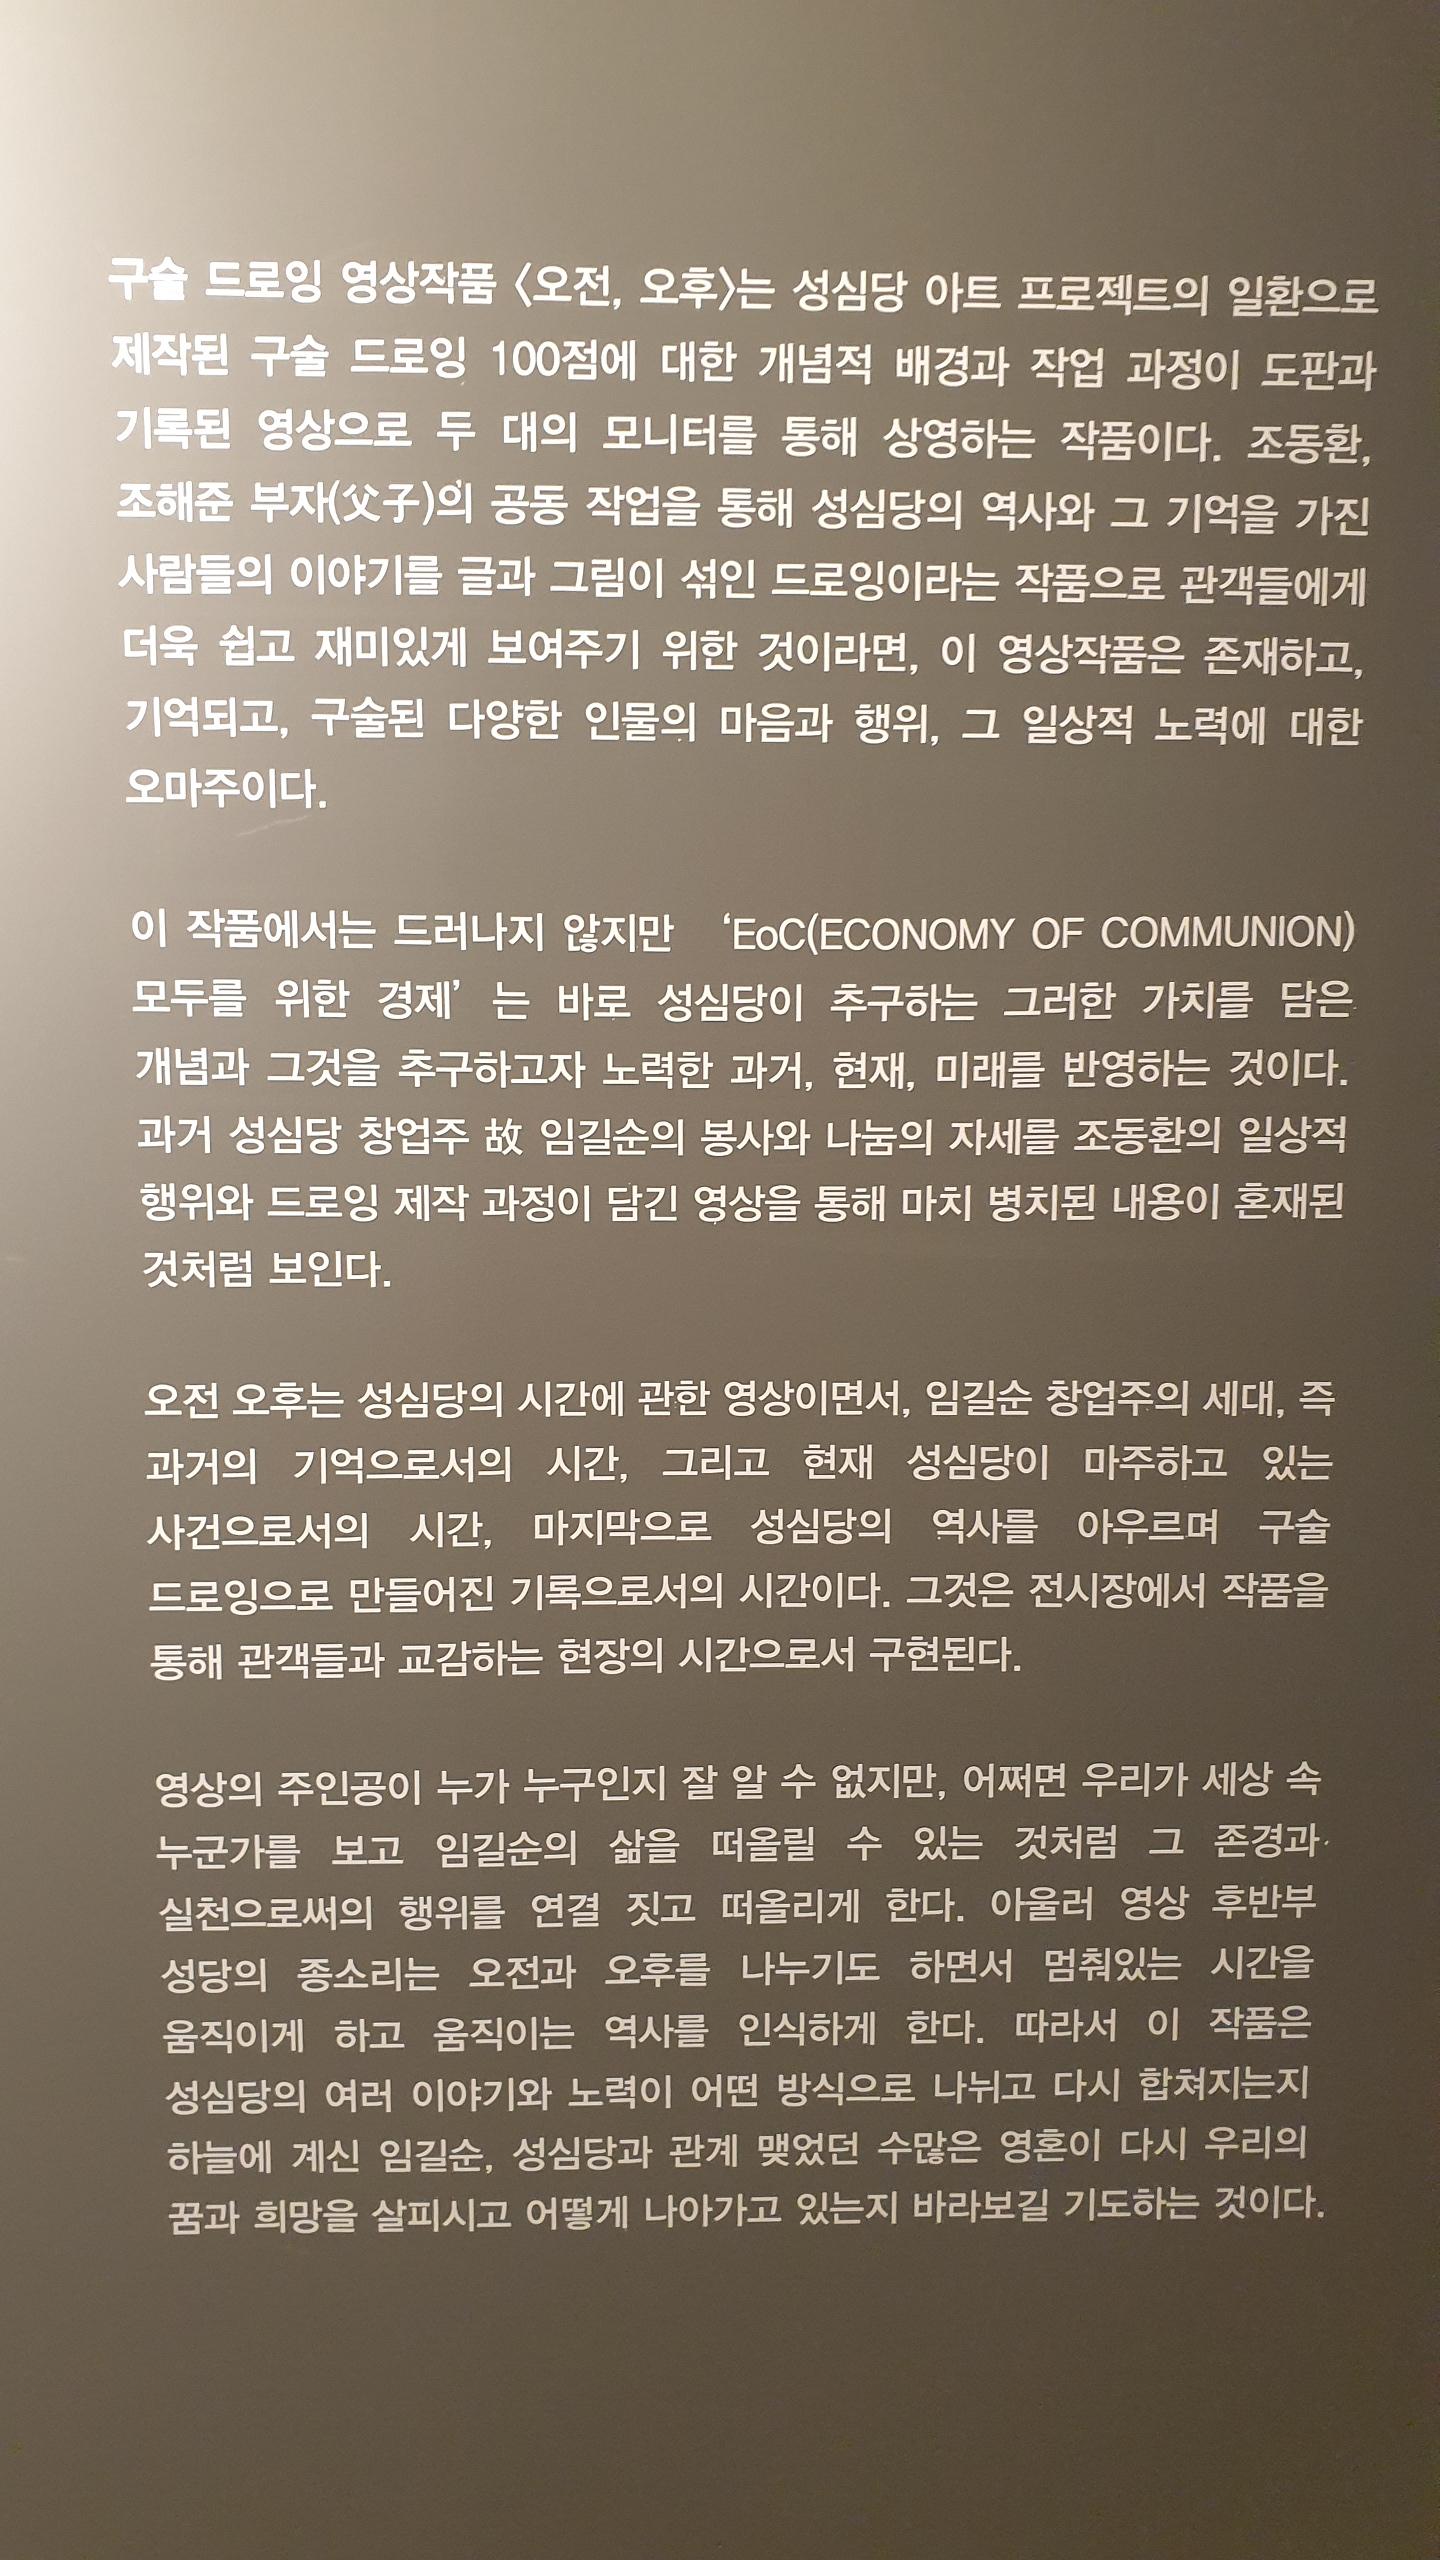 구술 드로잉 영상작품 〈오전, 오후〉는 성심당 아트 프로젝트의 일환으로
제작된 구술 드로잉 100점에 대한 개념적 배경과 작업 과정이 도판과
기록된 영상으로 두 대의 모니터를 통해 상영하는 작품이다. 조동환,
조해준 부자(父子)의 공동 작업을 통해 성심당의 역사와 그 기억을 가진
사람들의 이야기를 글과 그림이 섞인 드로잉이라는 작품으로 관객들에게
더욱 쉽고 재미있게 보여주기 위한 것이라면, 이 영상작품은 존재하고,
기억되고, 구술된 다양한 인물의 마음과 행위, 그 일상적 노력에 대한
오마주이다.
이 작품에서는 드러나지 않지만 ‘EoC(ECONOMY OF COMMUNION)
모두를 위한 경제’ 는 바로 성심당이 추구하는 그러한 가치를 담은
개념과 그것을 추구하고자 노력한 과거, 현재, 미래를 반영하는 것이다.
과거 성심당 창업주 故 임길순의 봉사와 나눔의 자세를 조동환의 일상적
행위와 드로잉 제작 과정이 담긴 영상을 통해 마치 병치된 내용이 혼재된
것처럼 보인다.
오전 오후는 성심당의 시간에 관한 영상이면서, 임길순 창업주의 세대, 즉
과거의 기억으로서의 시간, 그리고 현재 성심당이 마주하고 있는
사건으로서의 시간, 마지막으로 성심당의 역사를 아우르며 구술
드로잉으로 만들어진 기록으로서의 시간이다. 그것은 전시장에서 작품을
통해 관객들과 교감하는 현장의 시간으로서 구현된다.
영상의 주인공이 누가 누구인지 잘 알 수 없지만, 어쩌면 우리가 세상 속
누군가를 보고 임길순의 삶을 떠올릴 수 있는 것처럼 그 존경과
실천으로써의 행위를 연결 짓고 떠올리게 한다. 아울러 영상 후반부
성당의 종소리는 오전과 오후를 나누기도 하면서 멈춰있는 시간을
움직이게 하고 움직이는 역사를 인식하게 한다. 따라서 이 작품은
성심당의 여러 이야기와 노력이 어떤 방식으로 나뉘고 다시 합쳐지는지
하늘에 계신 임길순, 성심당과 관계 맺었던 수많은 영혼이 다시 우리의
꿈과 희망을 살피시고 어떻게 나아가고 있는지 바라보길 기도하는 것이다.